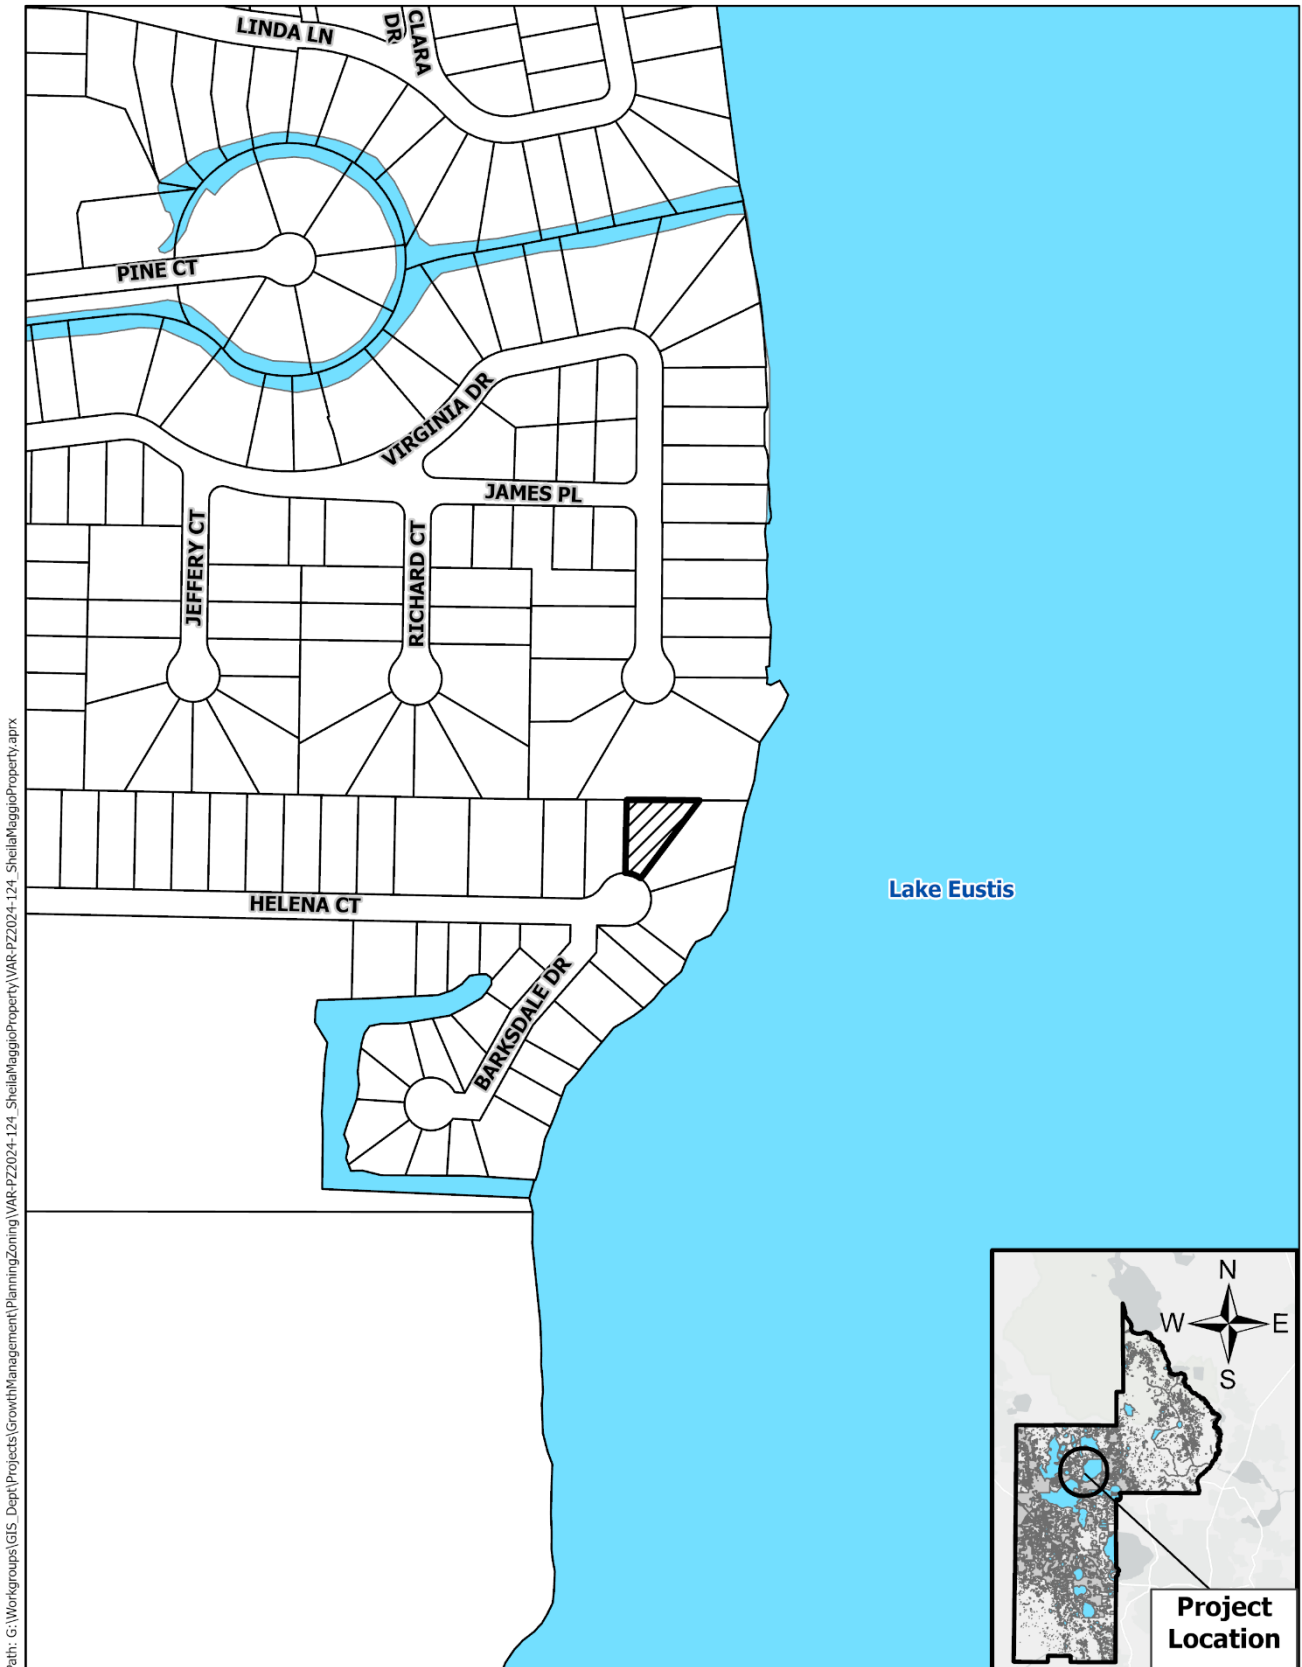 LINDA LN
CLARA
DR
PINE CT
VIRGINIA DR
JAMES PL
JEFFERY CT
RICHARD CT
HELENA CT
Lake Eustis
BARKSDALE DR
N
W E
S
Project
Location
Path: G:\Workgroups\GIS_Dept\Projects\GrowthManagement\PlanningZoning\VAR-PZ2024-124_SheilaMaggioProperty\VAR-PZ2024-124_SheilaMaggioProperty.aprx